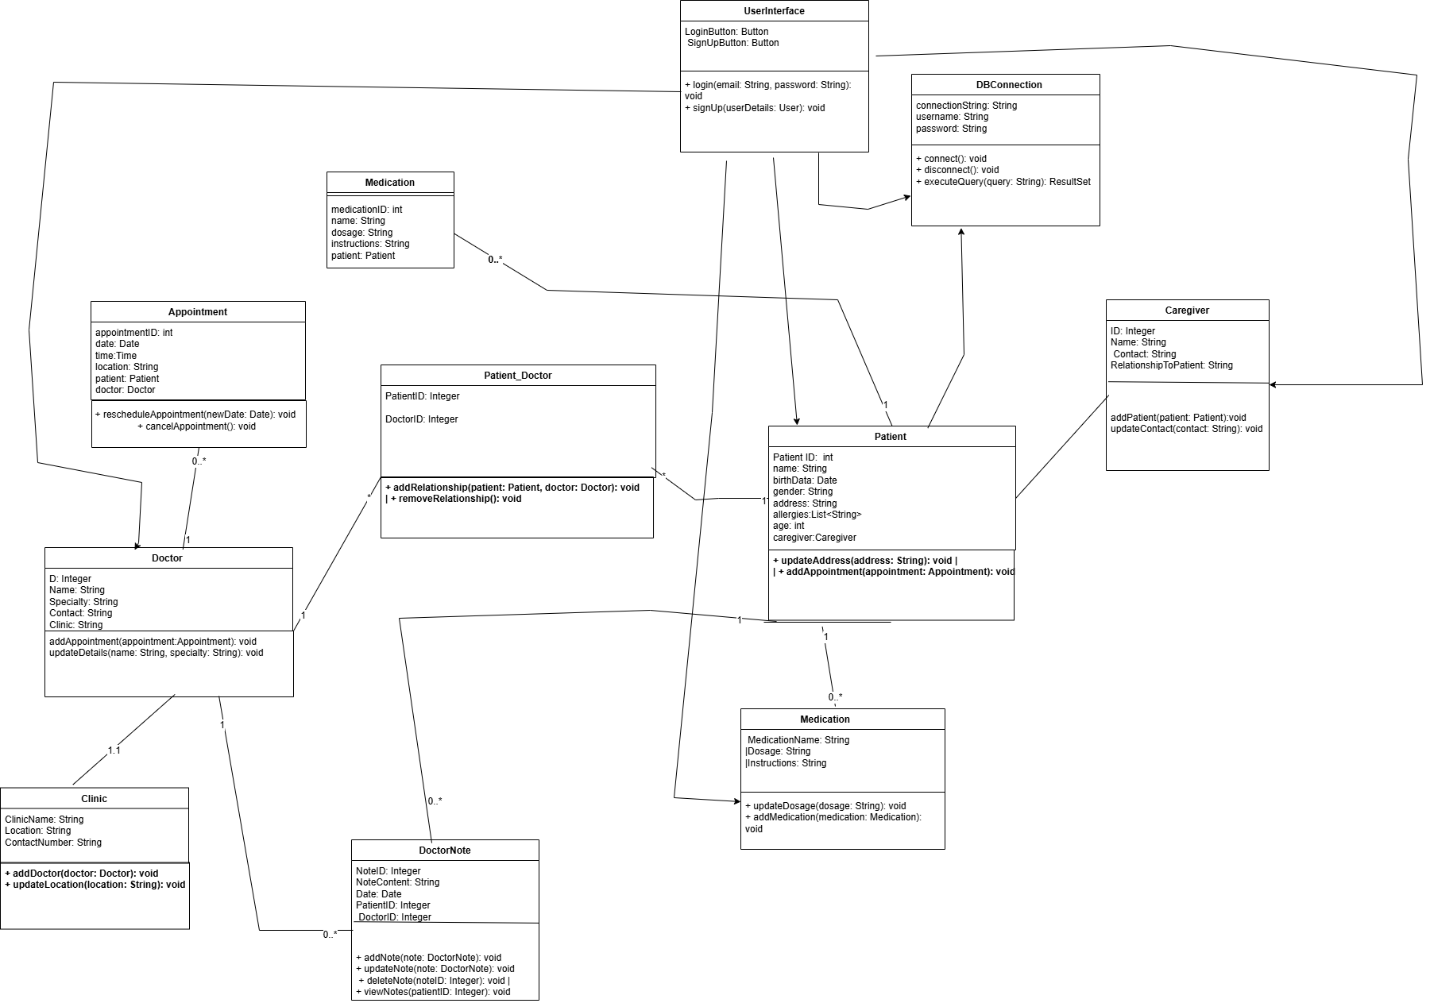 UserInterface
LoginButton: Button
SignUpButton: Button
+ login(email: String, password: String):
void
+ signUp(userDetails: User): void
DBConnection
connectionString: String
username: String
password: String
+ connect(): void
+ disconnect(): void
+ executeQuery(query: String): ResultSet
Medication
medicationID: int
name: String
dosage: String
instructions: String
patient: Patient
0..*
Appointment
appointmentID: int
date: Date
time:Time
location: String
patient: Patient
doctor: Doctor
+ rescheduleAppointment(newDate: Date): void
+ cancelAppointment(): void
0..*
1
Patient_Doctor
PatientID: Integer
DoctorID: Integer
+ addRelationship(patient: Patient, doctor: Doctor): void
| + removeRelationship(): void
*
*
1
1
1
Caregiver
ID: Integer
Name: String
Contact: String
RelationshipToPatient: String
addPatient(patient: Patient):void
updateContact(contact: String): void
Patient
Patient ID: int
name: String
birthData: Date
gender: String
address: String
allergies:List<String>
age: int
caregiver:Caregiver
+ updateAddress(address: String): void |
| + addAppointment(appointment: Appointment): void
1
1
0..*
Doctor
D: Integer
Name: String
Specialty: String
Contact: String
Clinic: String
addAppointment(appointment:Appointment): void
updateDetails(name: String, specialty: String): void
1.1
1
0..*
0..*
Medication
MedicationName: String
|Dosage: String
|Instructions: String
+ updateDosage(dosage: String): void
+ addMedication(medication: Medication):
void
Clinic
ClinicName: String
Location: String
ContactNumber: String
+ addDoctor(doctor: Doctor): void
+ updateLocation(location: String): void
DoctorNote
NoteID: Integer
NoteContent: String
Date: Date
PatientID: Integer
DoctorID: Integer
+ addNote(note: DoctorNote): void
+ updateNote(note: DoctorNote): void
+ deleteNote(noteID: Integer): void |
+ viewNotes(patientID: Integer): void